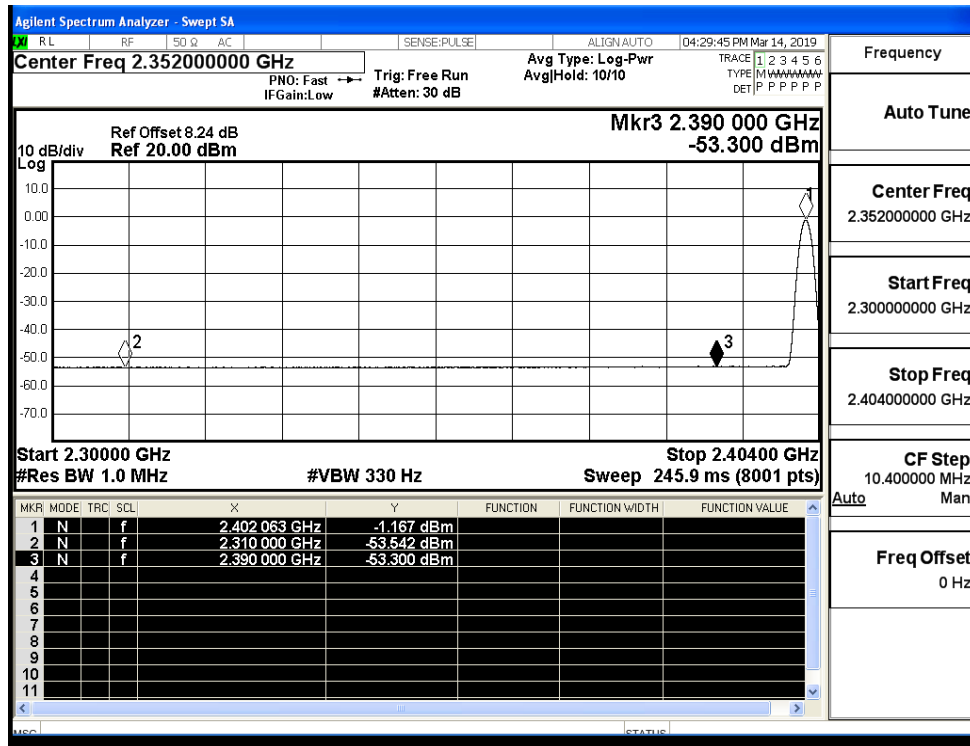 Agilent Spectrum Analyzer - Swept SA
LXI RL RF 50 Ω AC SENSE:PULSE ALIGN AUTO 04:29:45 PM Mar 14, 2019
Center Freq 2.352000000 GHz
PNO: Fast
IFGain:Low
Trig: Free Run
#Atten: 30 dB
Avg Type: Log-Pwr
Avg|Hold: 10/10
TRACE 1 2 3 4 5 6
TYPE M
DET P P P P P P
Ref Offset 8.24 dB
10 dB/div Ref 20.00 dBm
Log
Mkr3 2.390 000 GHz
-53.300 dBm
10.0
0.00
-10.0
-20.0
-30.0
-40.0
-50.0
-60.0
-70.0
1
2
3
Start 2.30000 GHz Stop 2.40400 GHz
#Res BW 1.0 MHz #VBW 330 Hz Sweep 245.9 ms (8001 pts)
MKR MODE TRC SCL X Y FUNCTION FUNCTION WIDTH FUNCTION VALUE
1 N f 2.402 063 GHz -1.167 dBm
2 N f 2.310 000 GHz -53.542 dBm
3 N f 2.390 000 GHz -53.300 dBm
4
5
6
7
8
9
10
11
MSG STATUS
Frequency
Auto Tune
Center Freq
2.352000000 GHz
Start Freq
2.300000000 GHz
Stop Freq
2.404000000 GHz
CF Step
10.400000 MHz
Auto Man
Freq Offset
0 Hz